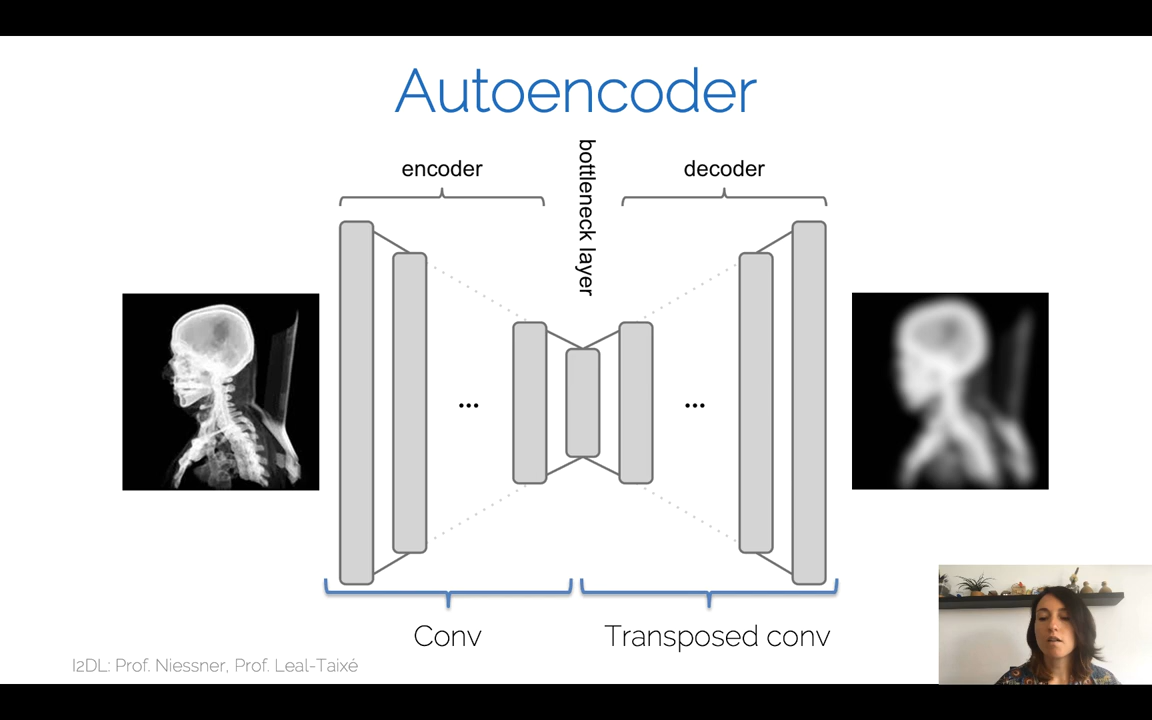 Autoencoder
encoder
bottleneck layer
decoder
...
...
Conv
Transposed conv
I2DL: Prof. Niessner, Prof. Leal-Taixé